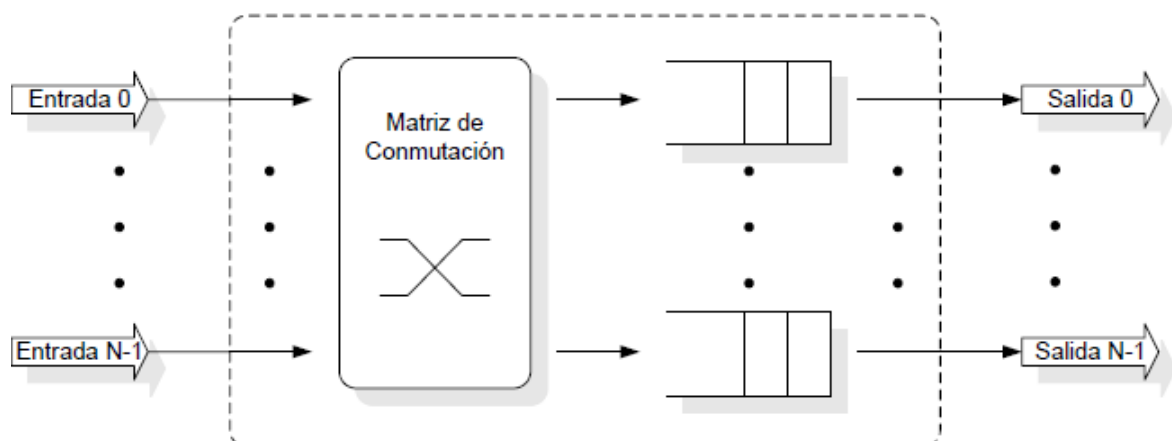 Entrada 0
Matriz de
Conmutación
Salida 0
Entrada N-1
Salida N-1